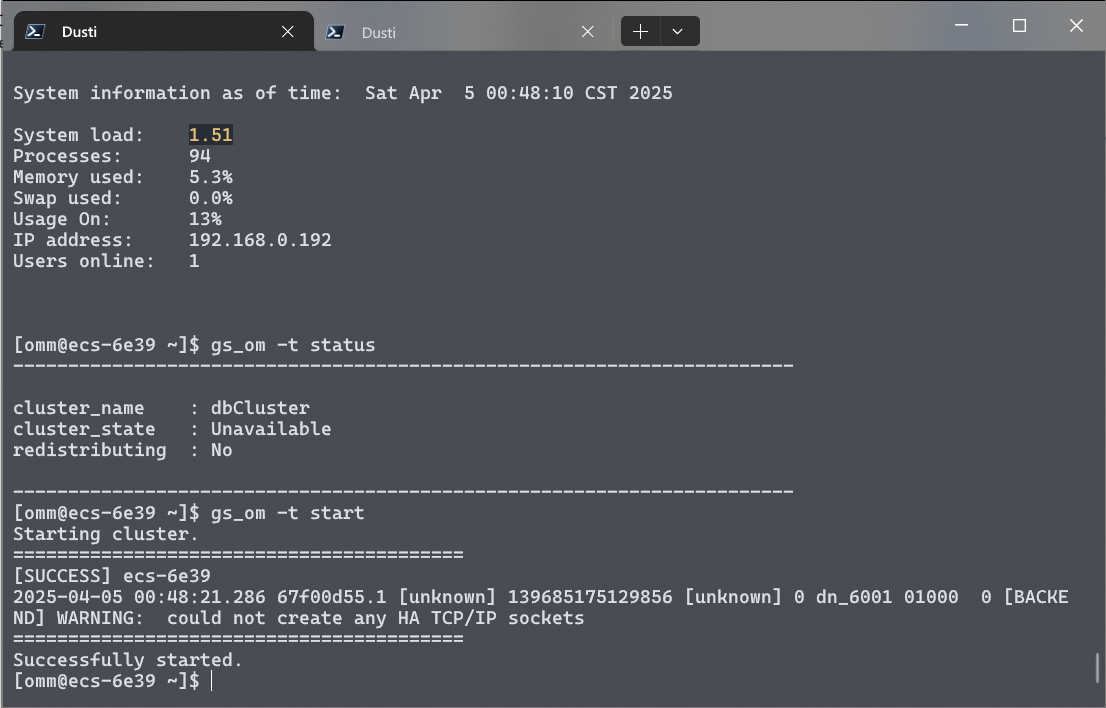 Dusti
Dusti
System information as of time:  Sat Apr  5 00:48:10 CST 2025
System load:    1.51
Processes:      94
Memory used:    5.3%
Swap used:      0.0%
Usage On:       13%
IP address:     192.168.0.192
Users online:   1
[omm@ecs-6e39 ~]$ gs_om -t status
-----------------------------------------------------------------------
cluster_name    : dbCluster
cluster_state   : Unavailable
redistributing  : No
-----------------------------------------------------------------------
[omm@ecs-6e39 ~]$ gs_om -t start
Starting cluster.
=========================================
[SUCCESS] ecs-6e39
2025-04-05 00:48:21.286 67f00d55.1 [unknown] 139685175129856 [unknown] 0 dn_6001 01000  0 [BACKE
ND] WARNING:  could not create any HA TCP/IP sockets
=========================================
Successfully started.
[omm@ecs-6e39 ~]$